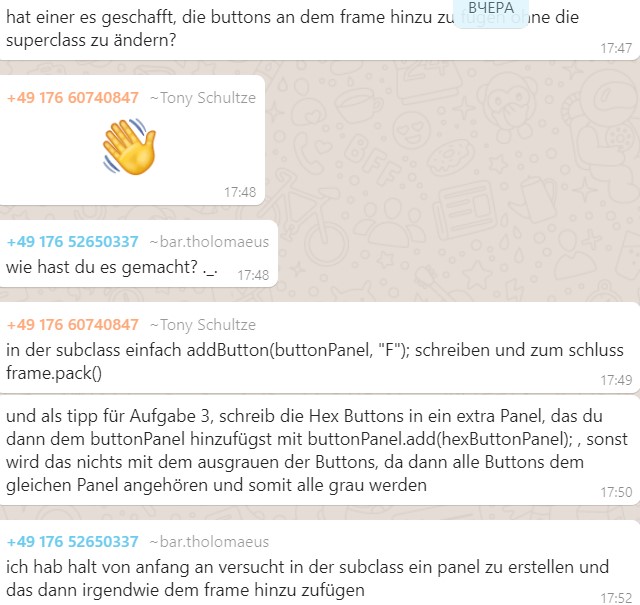 hat einer es geschafft, die buttons an dem frame hinzu zu fügen ohne die
superclass zu ändern?
17:47
ВЧЕРА
+49 176 60740847 ~Tony Schultze
17:48
+49 176 52650337 ~bar.tholomaeus
wie hast du es gemacht? ._.
17:48
+49 176 60740847 ~Tony Schultze
in der subclass einfach addButton(buttonPanel, "F"); schreiben und zum schluss
frame.pack()
17:49
und als tipp für Aufgabe 3, schreib die Hex Buttons in ein extra Panel, das du
dann dem buttonPanel hinzufügst mit buttonPanel.add(hexButtonPanel); , sonst
wird das nichts mit dem ausgrauen der Buttons, da dann alle Buttons dem
gleichen Panel angehören und somit alle grau werden
17:50
+49 176 52650337 ~bar.tholomaeus
ich hab halt von anfang an versucht in der subclass ein panel zu erstellen und
das dann irgendwie dem frame hinzu zufügen
17:52